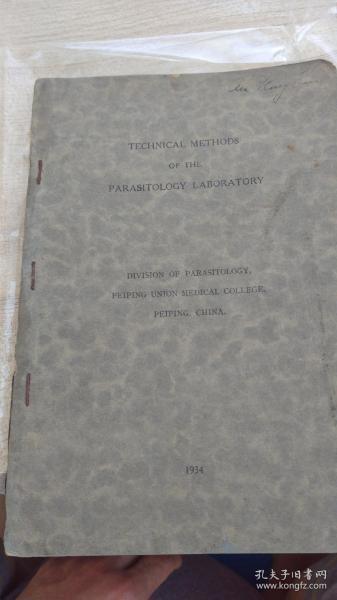 TECHNICAL METHODS
OF THE
PARASITOLOGY LABORATORY
DIVISION OF PARASITOLOGY,
PEIPING UNION MEDICAL COLLEGE,
PEIPING, CHINA.
1934
孔夫子旧书网
www.kongfz.com